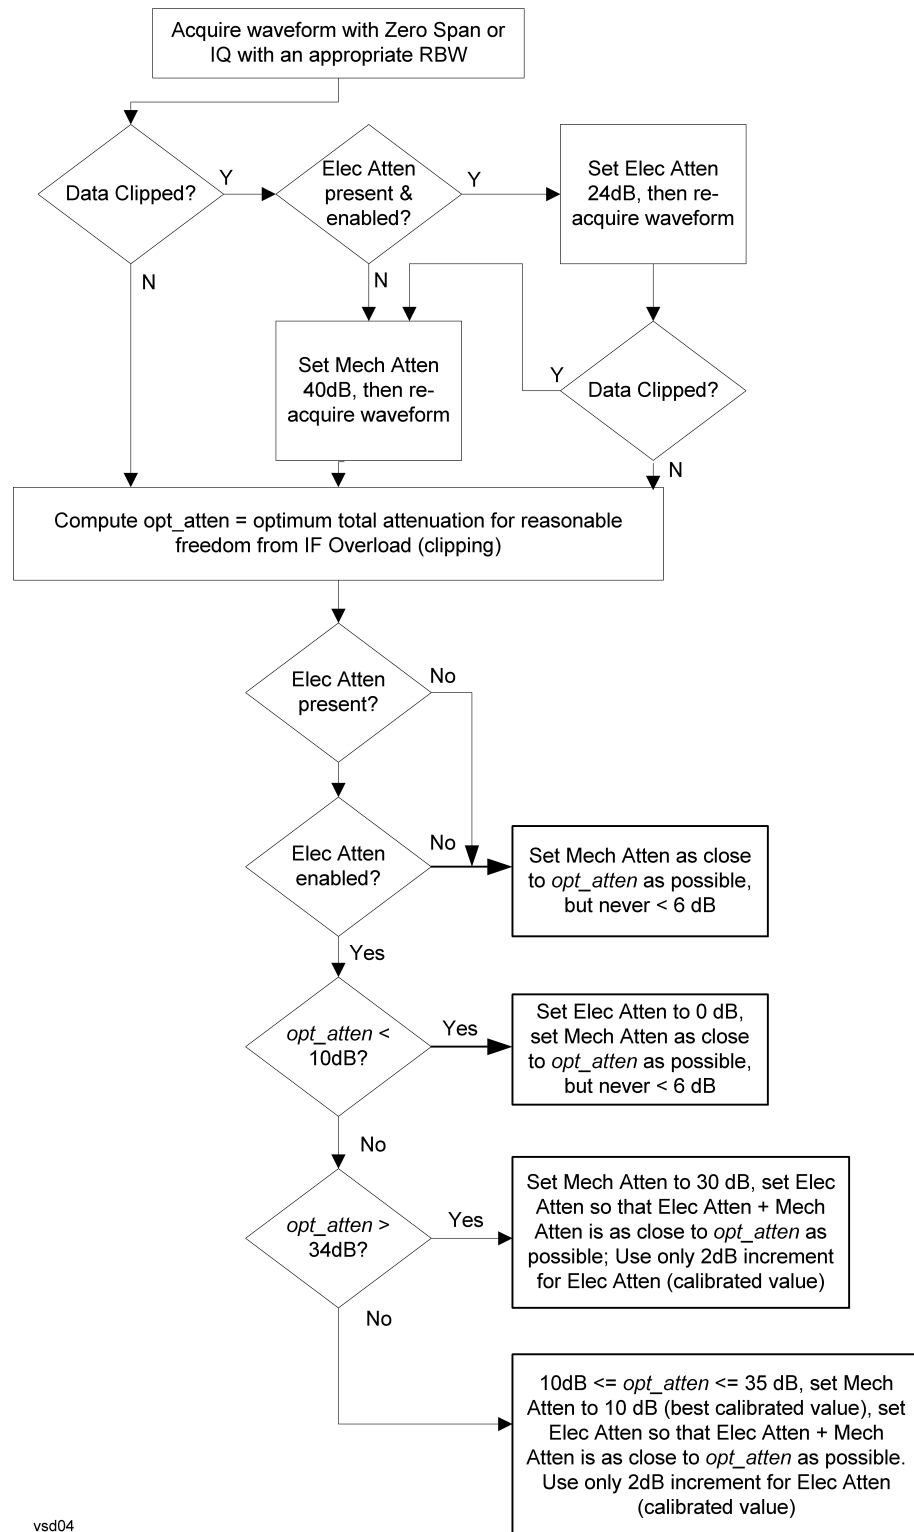 Acquire waveform with Zero Span or
IQ with an appropriate RBW
Data Clipped?
Y
N
Elec Atten
present &
enabled?
Y
N
Set Elec Atten
24dB, then re-
acquire waveform
Set Mech Atten
40dB, then re-
acquire waveform
Y
Data Clipped?
N
Compute opt_atten = optimum total attenuation for reasonable
freedom from IF Overload (clipping)
Elec Atten
present?
No
Elec Atten
enabled?
No
Yes
Set Mech Atten as close
to opt_atten as possible,
but never < 6 dB
opt_atten <
10dB?
Yes
No
Set Elec Atten to 0 dB,
set Mech Atten as close
to opt_atten as possible,
but never < 6 dB
opt_atten >
34dB?
Yes
No
Set Mech Atten to 30 dB, set Elec
Atten so that Elec Atten + Mech
Atten is as close to opt_atten as
possible; Use only 2dB increment
for Elec Atten (calibrated value)
10dB <= opt_atten <= 35 dB, set Mech
Atten to 10 dB (best calibrated value), set
Elec Atten so that Elec Atten + Mech
Atten is as close to opt_atten as possible.
Use only 2dB increment for Elec Atten
(calibrated value)
vsd04